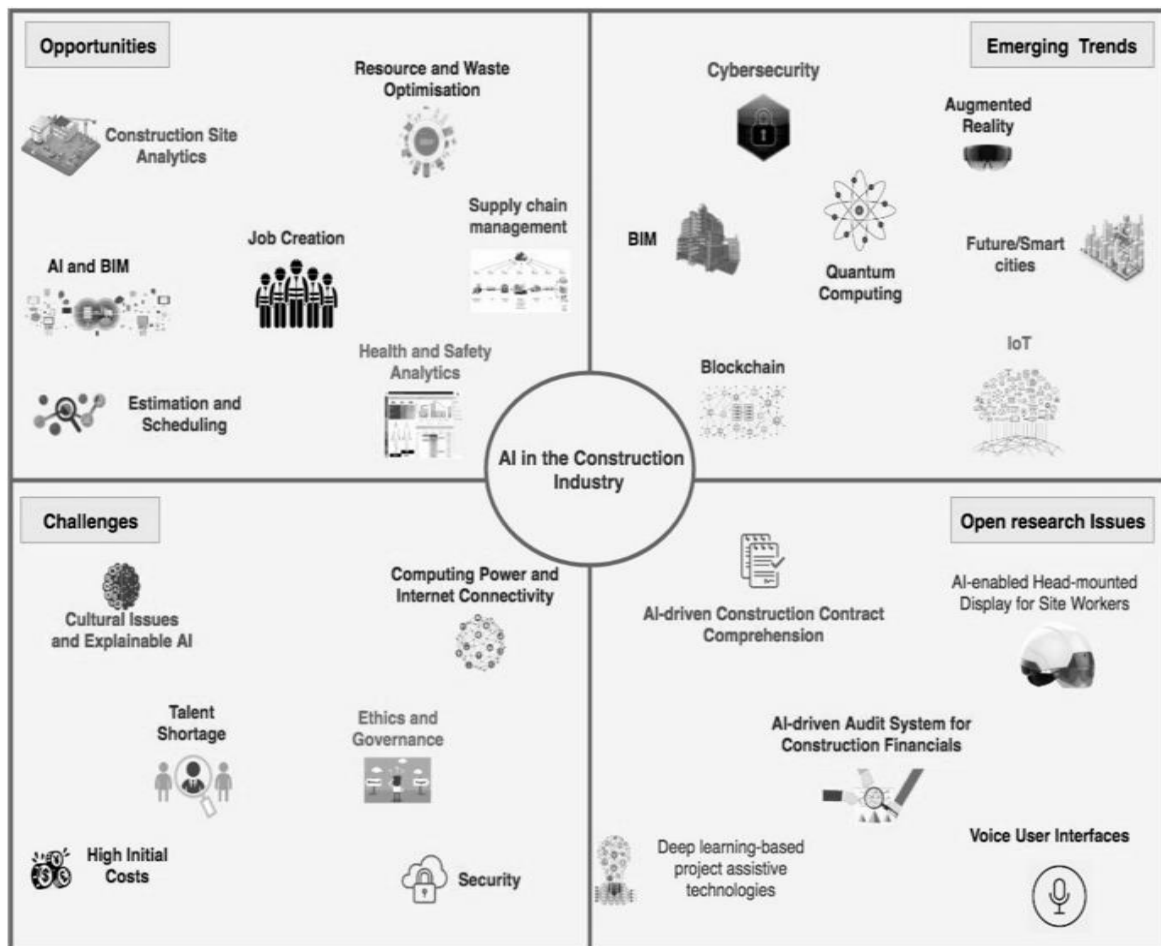 Opportunities
Resource and Waste
Optimisation
Construction Site
Analytics
Supply chain
management
Job Creation
AI and BIM
Health and Safety
Analytics
Estimation and
Scheduling
Emerging Trends
Cybersecurity
Augmented
Reality
BIM
Quantum
Computing
Future/Smart
cities
Blockchain
IoT
AI in the Construction
Industry
Challenges
Cultural Issues
and Explainable AI
Computing Power and
Internet Connectivity
Talent
Shortage
Ethics and
Governance
High Initial
Costs
Security
Open research Issues
AI-driven Construction Contract
Comprehension
AI-enabled Head-mounted
Display for Site Workers
AI-driven Audit System for
Construction Financials
Deep learning-based
project assistive
technologies
Voice User Interfaces